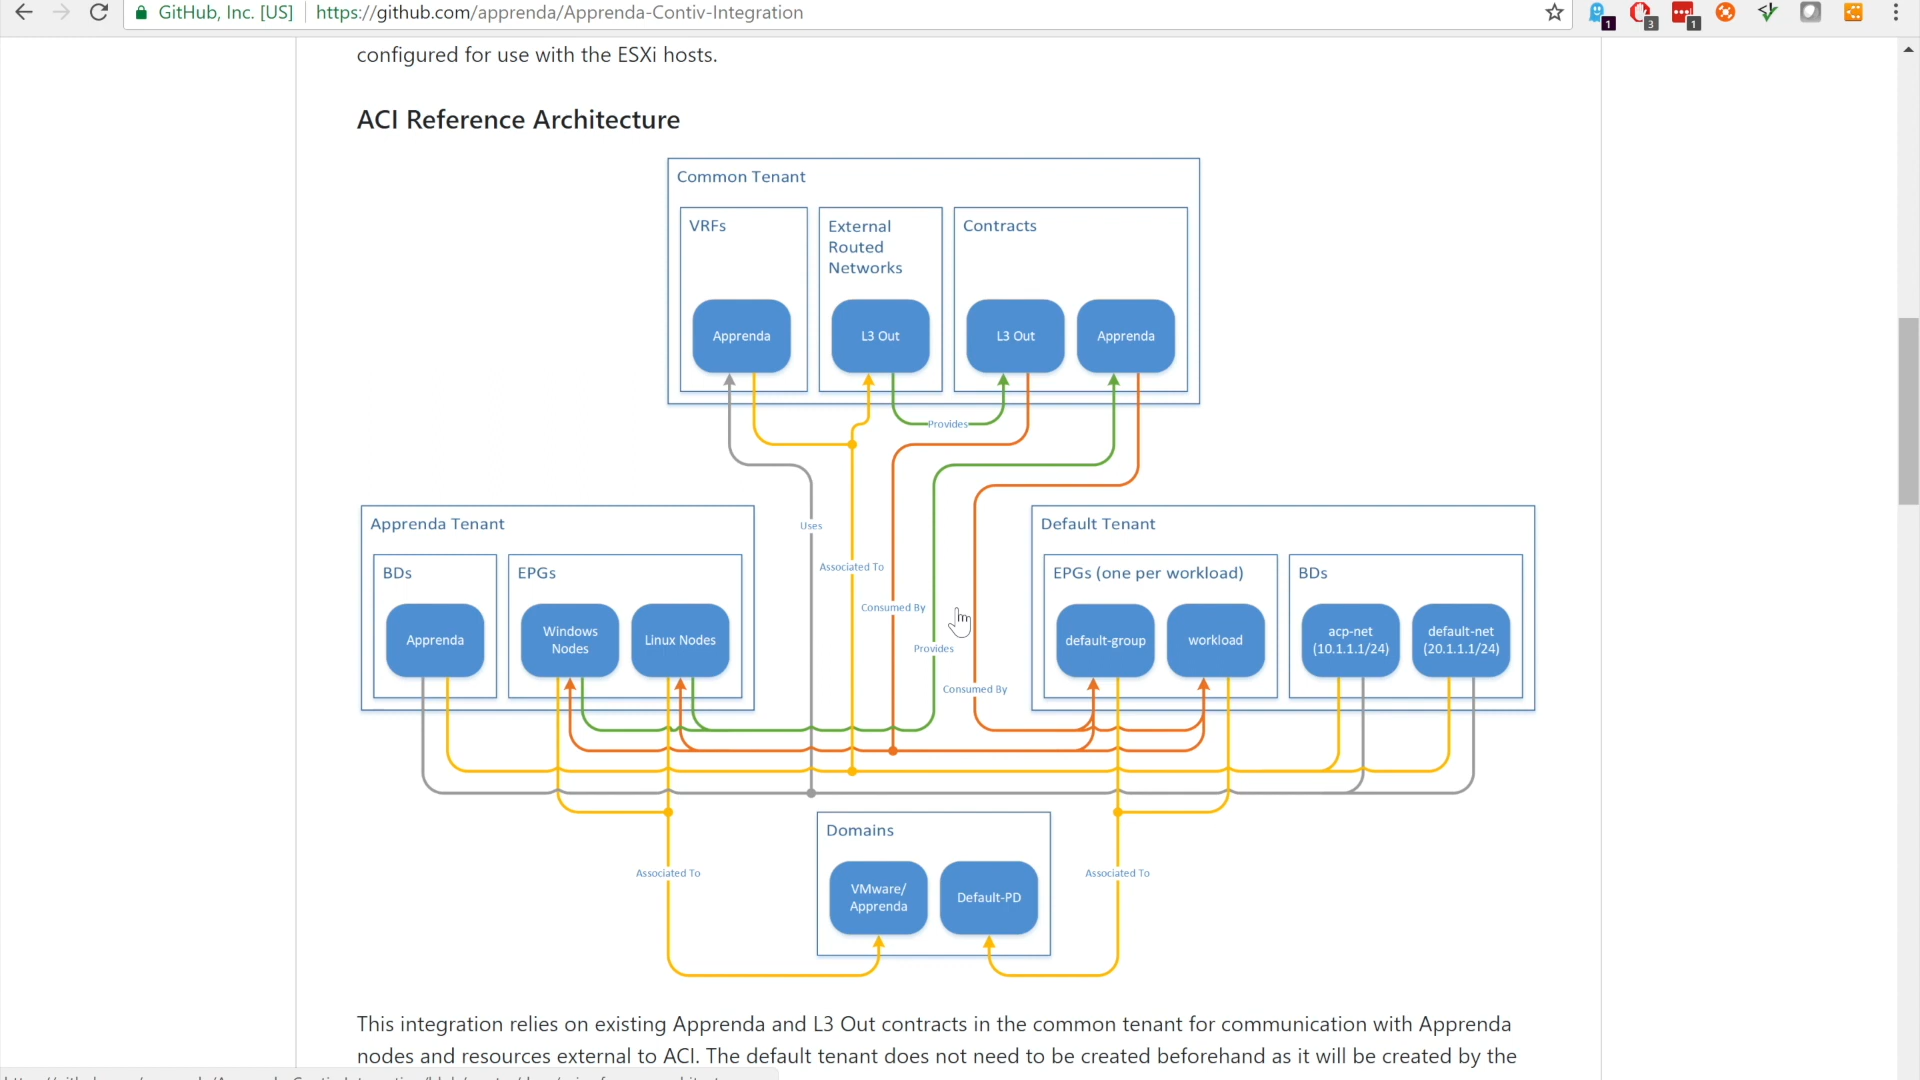 GitHub, Inc. [US]
https://github.com/apprenda/Apprenda-Contiv-Integration
1
3
1
configured for use with the ESXi hosts.
ACI Reference Architecture
Common Tenant
VRFs
External
Routed
Networks
Contracts
Apprenda
L3 Out
L3 Out
Apprenda
Provides
Apprenda Tenant
Default Tenant
Uses
BDs
EPGs
Associated To
EPGs (one per workload)
BDs
Consumed By
Apprenda
Windows
Nodes
Linux Nodes
Provides
default-group
workload
acp-net
(10.1.1.1/24)
default-net
(20.1.1.1/24)
Consumed By
Domains
Associated To
Associated To
VMware/
Apprenda
Default-PD
This integration relies on existing Apprenda and L3 Out contracts in the common tenant for communication with Apprenda
nodes and resources external to ACI. The default tenant does not need to be created beforehand as it will be created by the